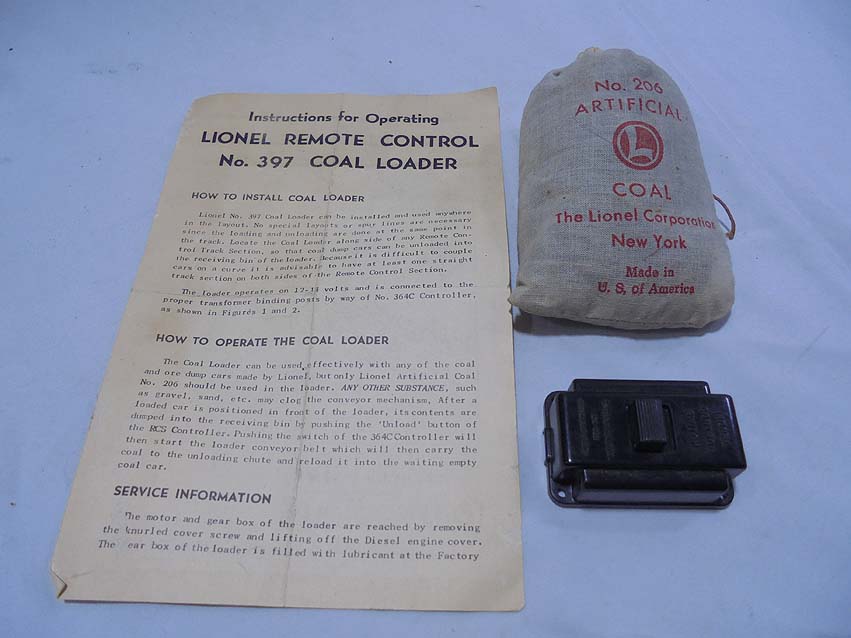 Instructions for Operating
LIONEL REMOTE CONTROL
No. 397 COAL LOADER
HOW TO INSTALL COAL LOADER
Lionel No. 397 Coal Loader can be installed and used anywhere
in the layout. No special layouts or spur lines are necessary
since the loading and unloading are done at the same point in
the track. Locate the Coal Loader along side of any Remote Con-
trol Track Section, so that coal dump cars can be unloaded into
the receiving bin of the loader. Because it is difficult to couple
cars on a curve it is advisable to have at least one straight
track section on both sides of the Remote Control Section.
The loader operates on 12-14 volts and is connected to the
proper transformer binding posts by way of No. 364C Controller,
as shown in Figures 1 and 2.
HOW TO OPERATE THE COAL LOADER
The Coal Loader can be used effectively with any of the coal
and ore dump cars made by Lionel, but only Lionel Artificial Coal
No. 206 should be used in the loader. ANY OTHER SUBSTANCE, such
as gravel, sand, etc. may clog the conveyor mechanism. After a
loaded car is positioned in front of the loader, its contents are
dumped into the receiving bin by pushing the 'Unload' button of
the RCS Controller. Pushing the switch of the 364C Controller will
then start the loader conveyor belt which will then carry the
coal to the unloading chute and reload it into the waiting empty
coal car.
SERVICE INFORMATION
The motor and gear box of the loader are reached by removing
the knurled cover screw and lifting off the Diesel engine cover.
The ear box of the loader is filled with lubricant at the Factory
No. 206
ARTIFICIAL
L
COAL
The Lionel Corporation
New York
Made in
U. S. of America